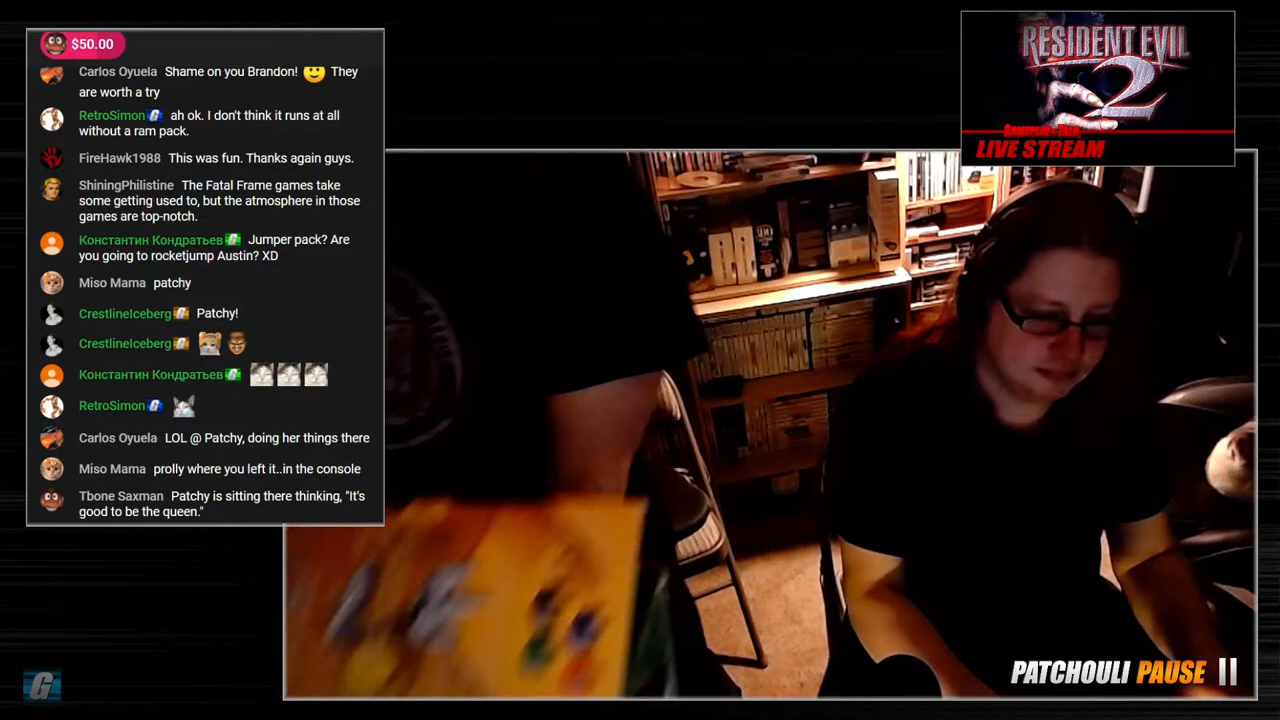 $50.00
Carlos Oyuela Shame on you Brandon! They
are worth a try
RetroSimon ah ok. I don't think it runs at all
without a ram pack.
FireHawk1988 This was fun. Thanks again guys.
ShiningPhilistine The Fatal Frame games take
some getting used to, but the atmosphere in those
games are top-notch.
Константин Кондратьев Jumper pack? Are
you going to rocketjump Austin? XD
Miso Mama patchy
CrestlineIceberg Patchy!
CrestlineIceberg
Константин Кондратьев
RetroSimon
Carlos Oyuela LOL @ Patchy, doing her things there
Miso Mama prolly where you left it..in the console
Tbone Saxman Patchy is sitting there thinking, "It's
good to be the queen."
RESIDENT EVIL
2
LIVE STREAM
PATCHOULI PAUSE
G